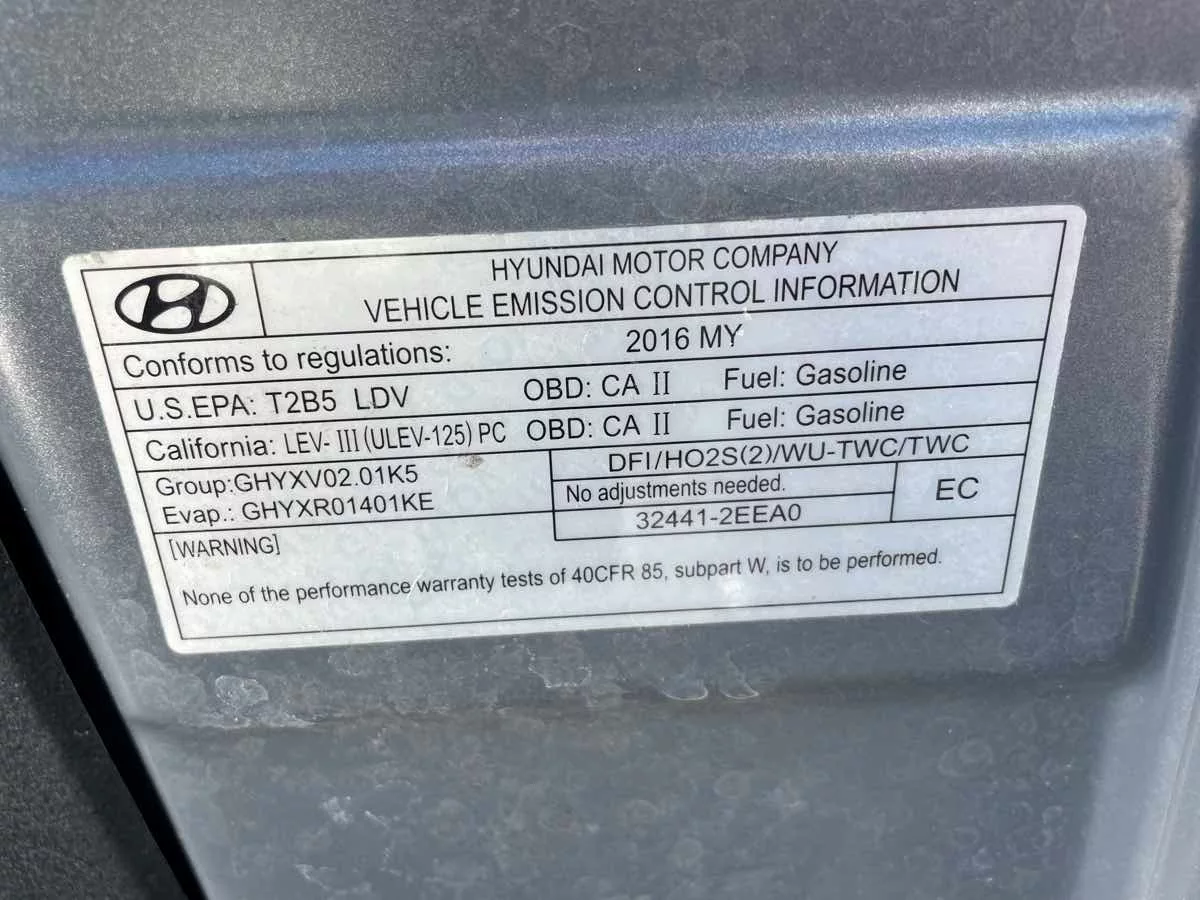 HYUNDAI MOTOR COMPANY
VEHICLE EMISSION CONTROL INFORMATION
Conforms to regulations: 2016 MY
U.S.EPA: T2B5 LDV OBD: CA II Fuel: Gasoline
California: LEV- III (ULEV-125) PC OBD: CA II Fuel: Gasoline
Group:GHYXV02.01K5
Evap.: GHYXR01401KE
DFI/HO2S(2)/WU-TWC/TWC
No adjustments needed.
32441-2EEA0
EC
[WARNING]
None of the performance warranty tests of 40CFR 85, subpart W, is to be performed.